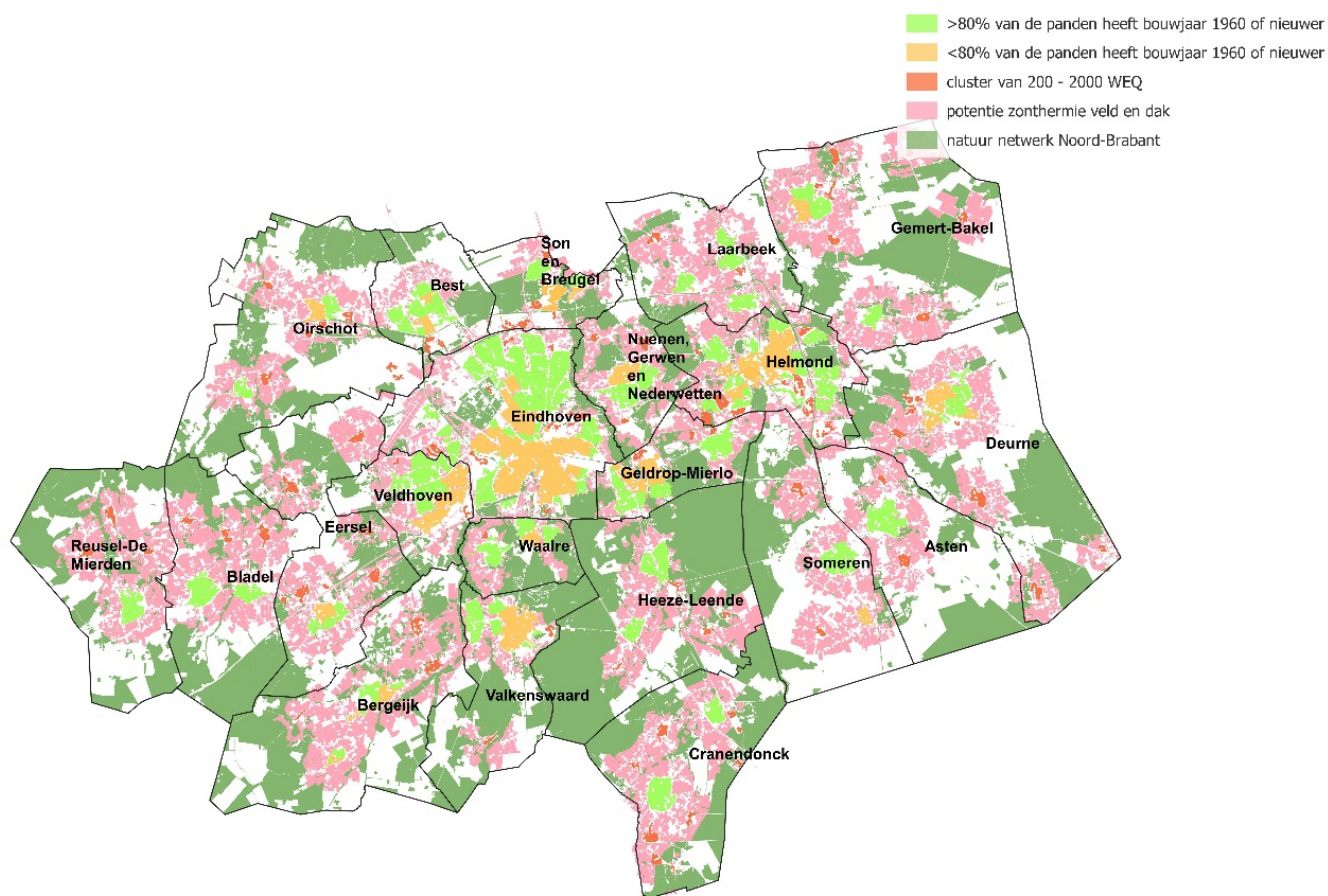 >80% van de panden heeft bouwjaar 1960 of nieuwer
<80% van de panden heeft bouwjaar 1960 of nieuwer
cluster van 200 - 2000 WEQ
potentie zonthermie veld en dak
natuur netwerk Noord-Brabant
Gemert-Bakel
Son
en
Breugel
Laarbeek
Best
Oirschot
Nuenen,
Gerwen
en
Nederwetten
Helmond
Eindhoven
Deurne
Geldrop-Mierlo
Veldhoven
Eersel
Waalre
Asten
Reusel-De
Mierden
Bladel
Someren
Heeze-Leende
Valkenswaard
Bergeijk
Cranendonck